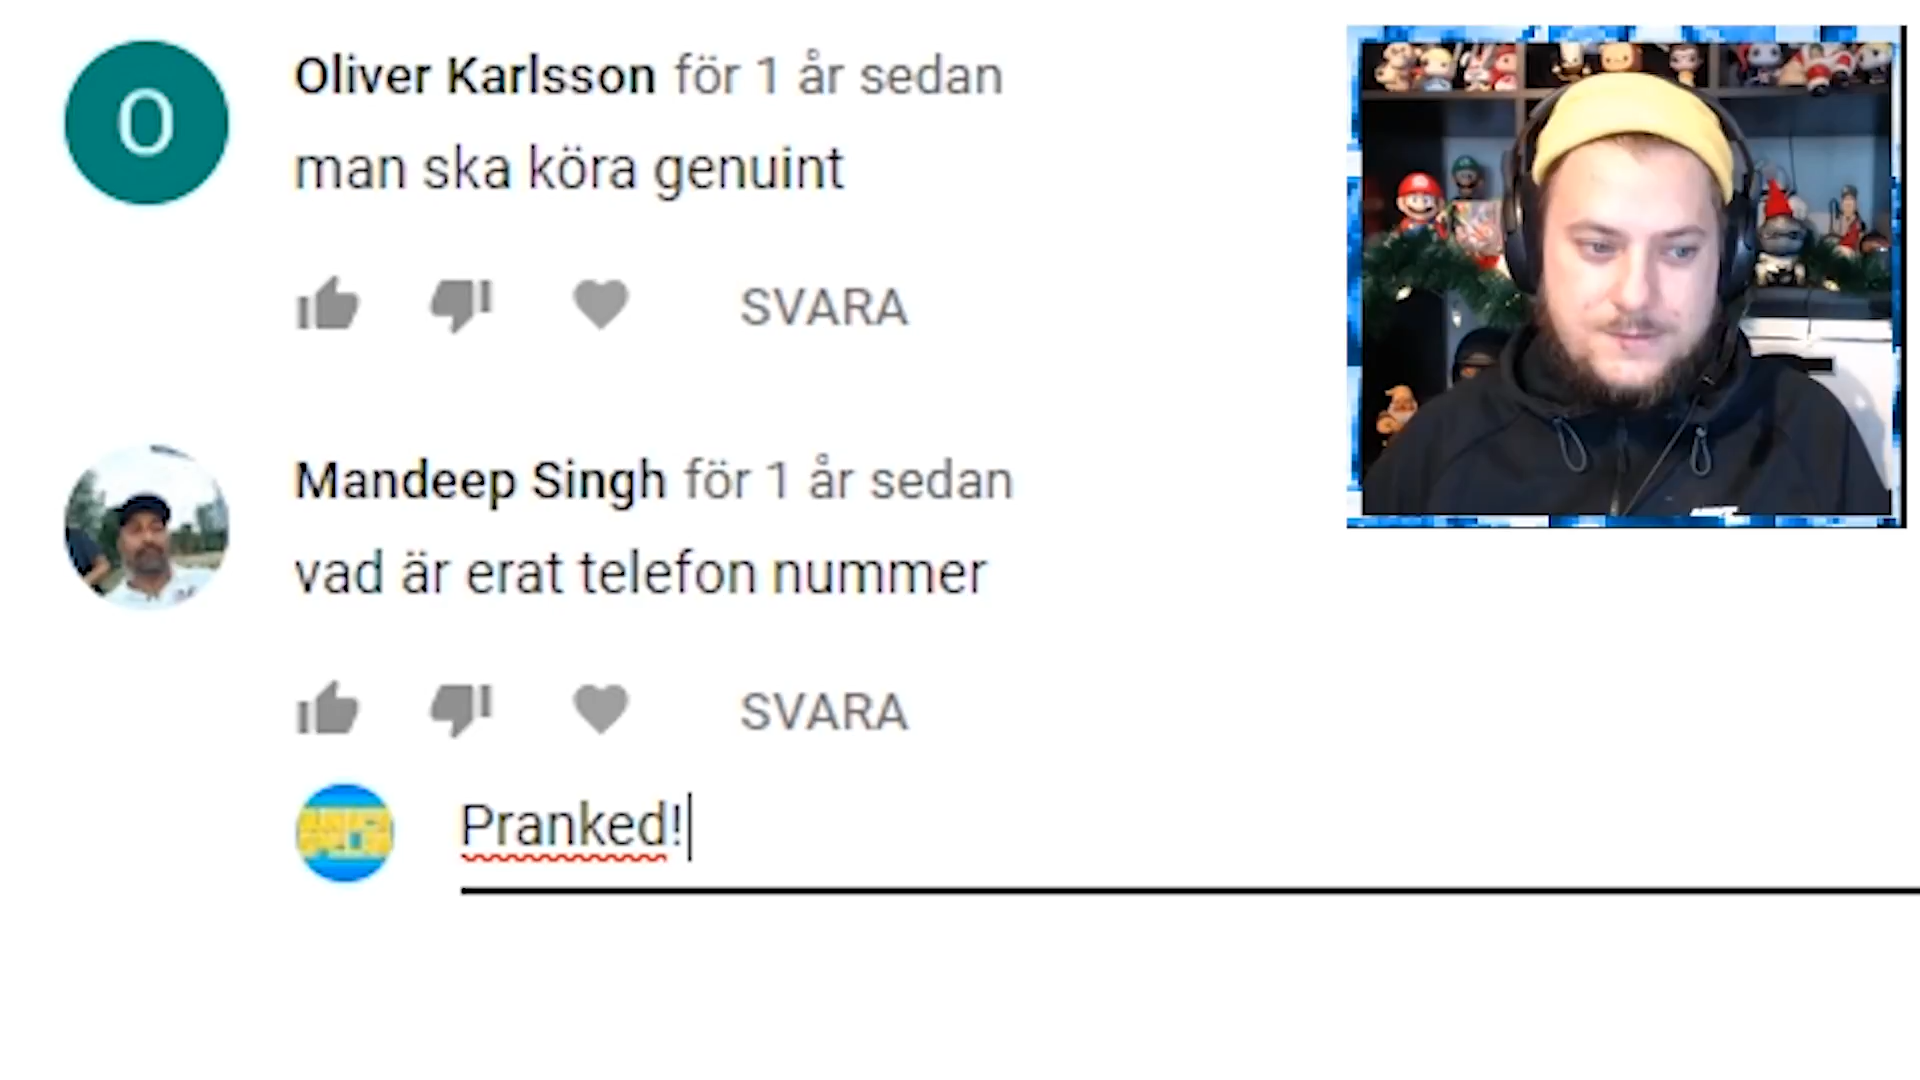 O
Oliver Karlsson för 1 år sedan
man ska köra genuint
SVARA
Mandeep Singh för 1 år sedan
vad är erat telefon nummer
SVARA
Pranked!